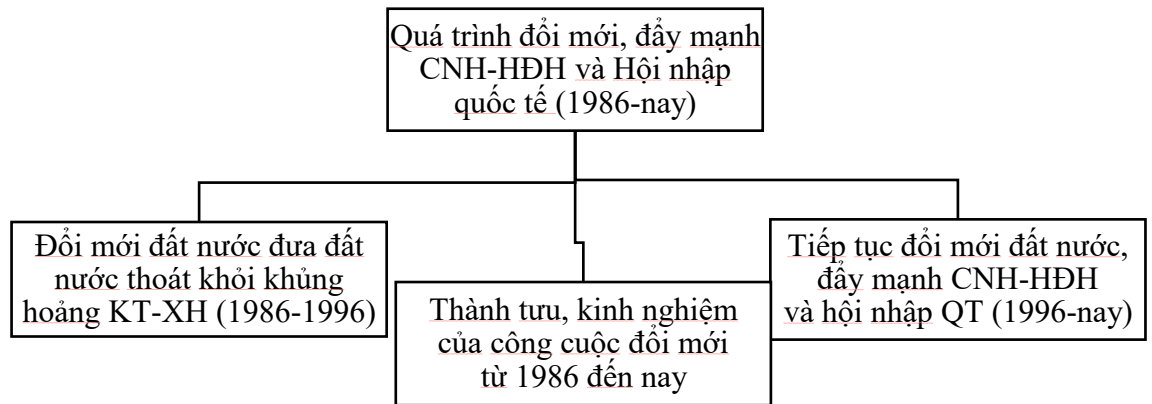 Quá trình đổi mới, đẩy mạnh
CNH-HĐH và Hội nhập
quốc tế (1986-nay)
Đổi mới đất nước đưa đất
nước thoát khỏi khủng
hoảng KT-XH (1986-1996)
Thành tưu, kinh nghiệm
của công cuộc đổi mới
từ 1986 đến nay
Tiếp tục đổi mới đất nước,
đẩy mạnh CNH-HĐH
và hội nhập QT (1996-nay)